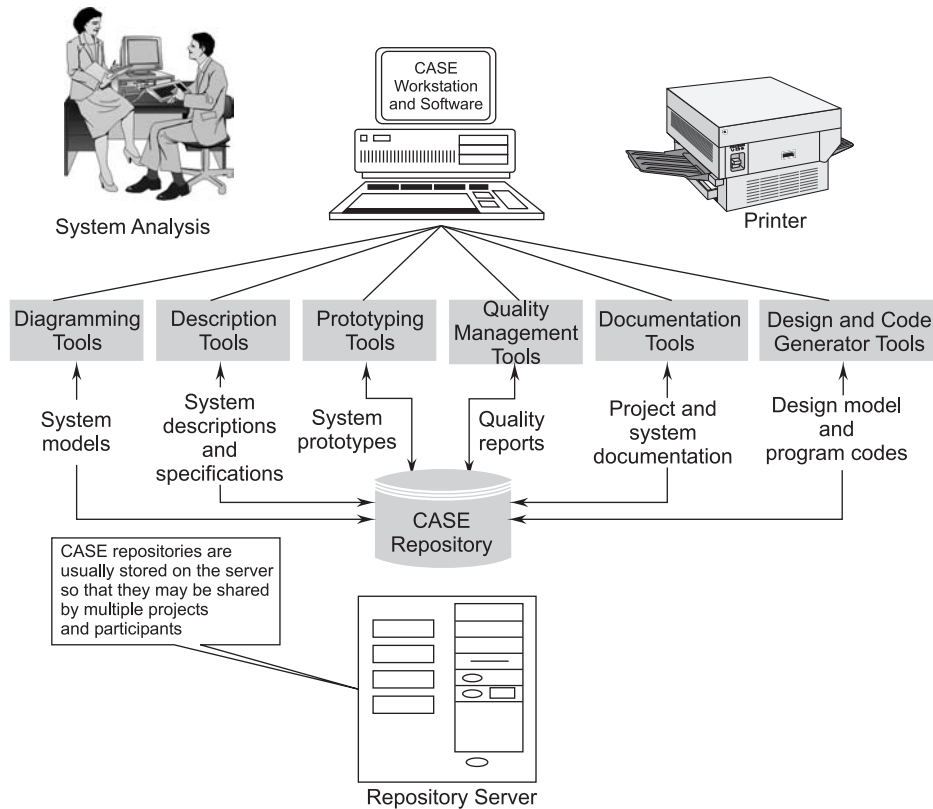 CASE
Workstation
and Software
System Analysis
Printer
Diagramming
Tools
Description
Tools
Prototyping
Tools
Quality
Management
Tools
Documentation
Tools
Design and Code
Generator Tools
System
models
System
descriptions
and
specifications
System
prototypes
Quality
reports
Project and
system
documentation
Design model
and
program codes
CASE
Repository
CASE repositories are
usually stored on the server
so that they may be shared
by multiple projects
and participants
Repository Server